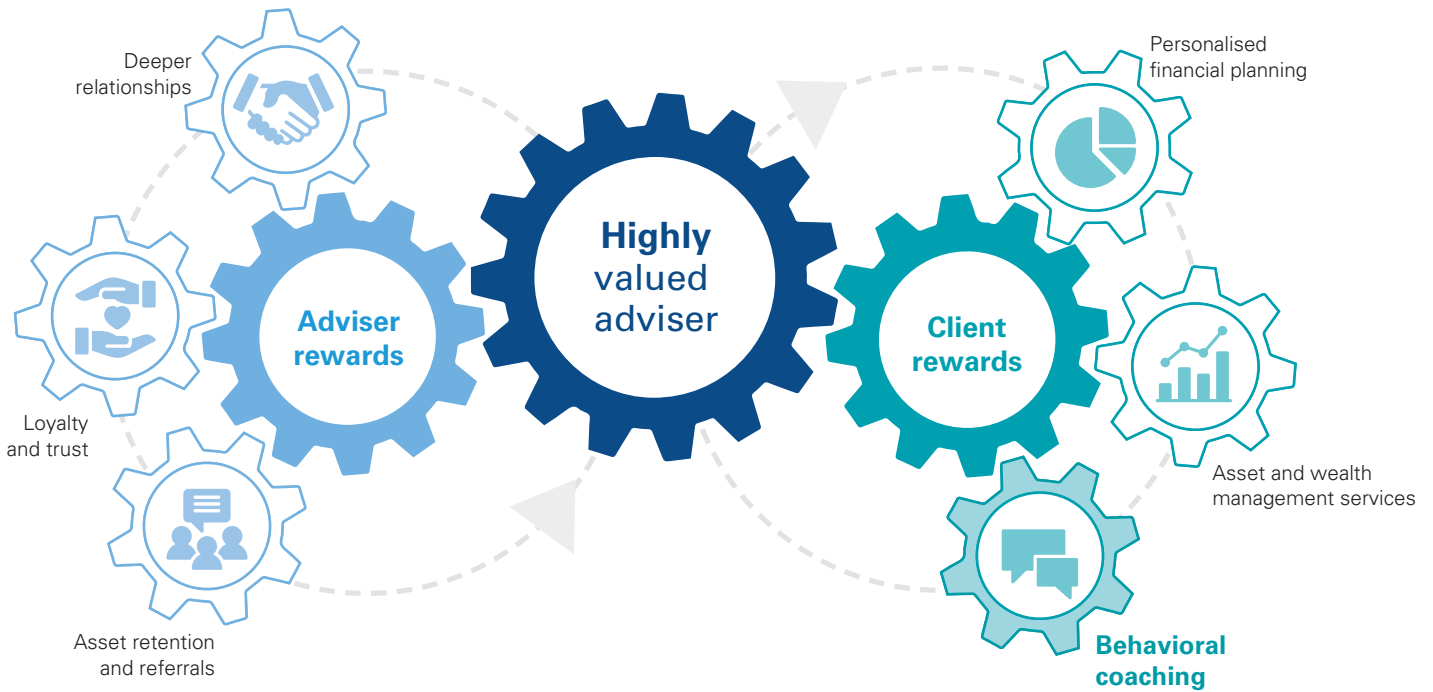 Deeper
relationships
Loyalty
and trust
Asset retention
and referrals
Adviser
rewards
Highly
valued
adviser
Client
rewards
Personalised
financial planning
Asset and wealth
management services
Behavioral
coaching